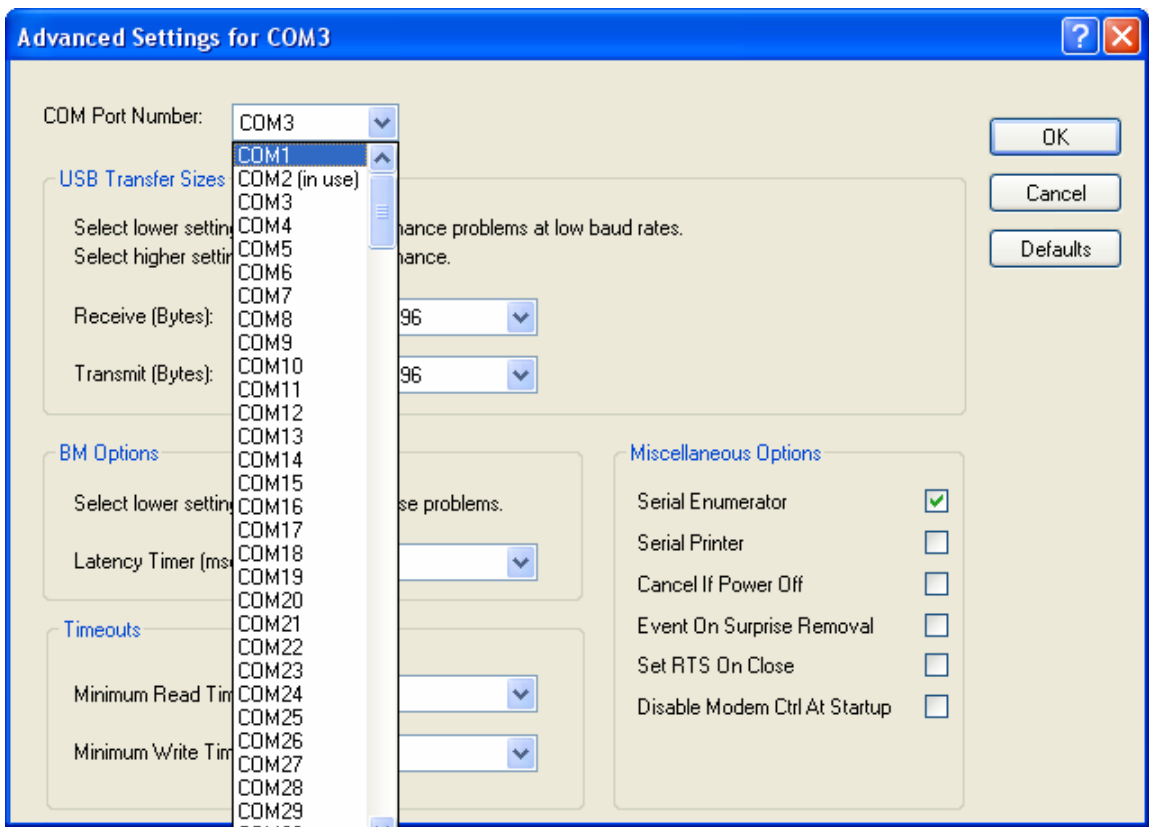 Advanced Settings for COM3
COM Port Number:
COM3
OK
Cancel
Defaults
COM1
COM2 (in use)
COM3
COM4
COM5
COM6
COM7
COM8
COM9
COM10
COM11
COM12
COM13
COM14
COM15
COM16
COM17
COM18
COM19
COM20
COM21
COM22
COM23
COM24
COM25
COM26
COM27
COM28
COM29
USB Transfer Sizes
Select lower settin mance problems at low baud rates.
Select higher settin mance.
Receive (Bytes): 96
Transmit (Bytes): 96
BM Options
Select lower settin se problems.
Latency Timer (ms
Timeouts
Minimum Read Tim
Minimum Write Tim
Miscellaneous Options
Serial Enumerator
Serial Printer
Cancel If Power Off
Event On Surprise Removal
Set RTS On Close
Disable Modem Ctrl At Startup